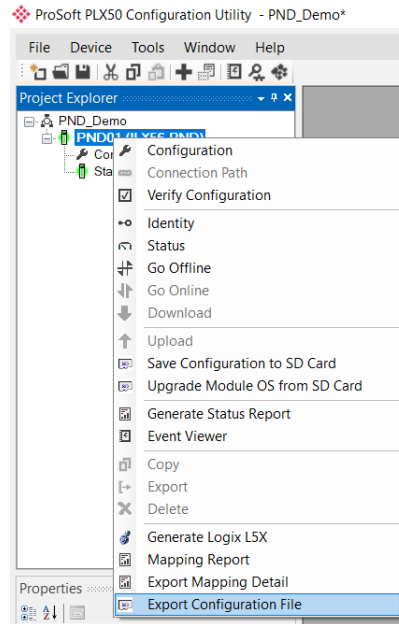 ProSoft PLX50 Configuration Utility - PND_Demo*
File Device Tools Window Help
Project Explorer
PND_Demo
PND01 (ILX56-PND)
Con
Sta
Configuration
Connection Path
Verify Configuration
Identity
Status
Go Offline
Go Online
Download
Upload
Save Configuration to SD Card
Upgrade Module OS from SD Card
Generate Status Report
Event Viewer
Copy
Export
Delete
Generate Logix L5X
Mapping Report
Export Mapping Detail
Export Configuration File
Properties